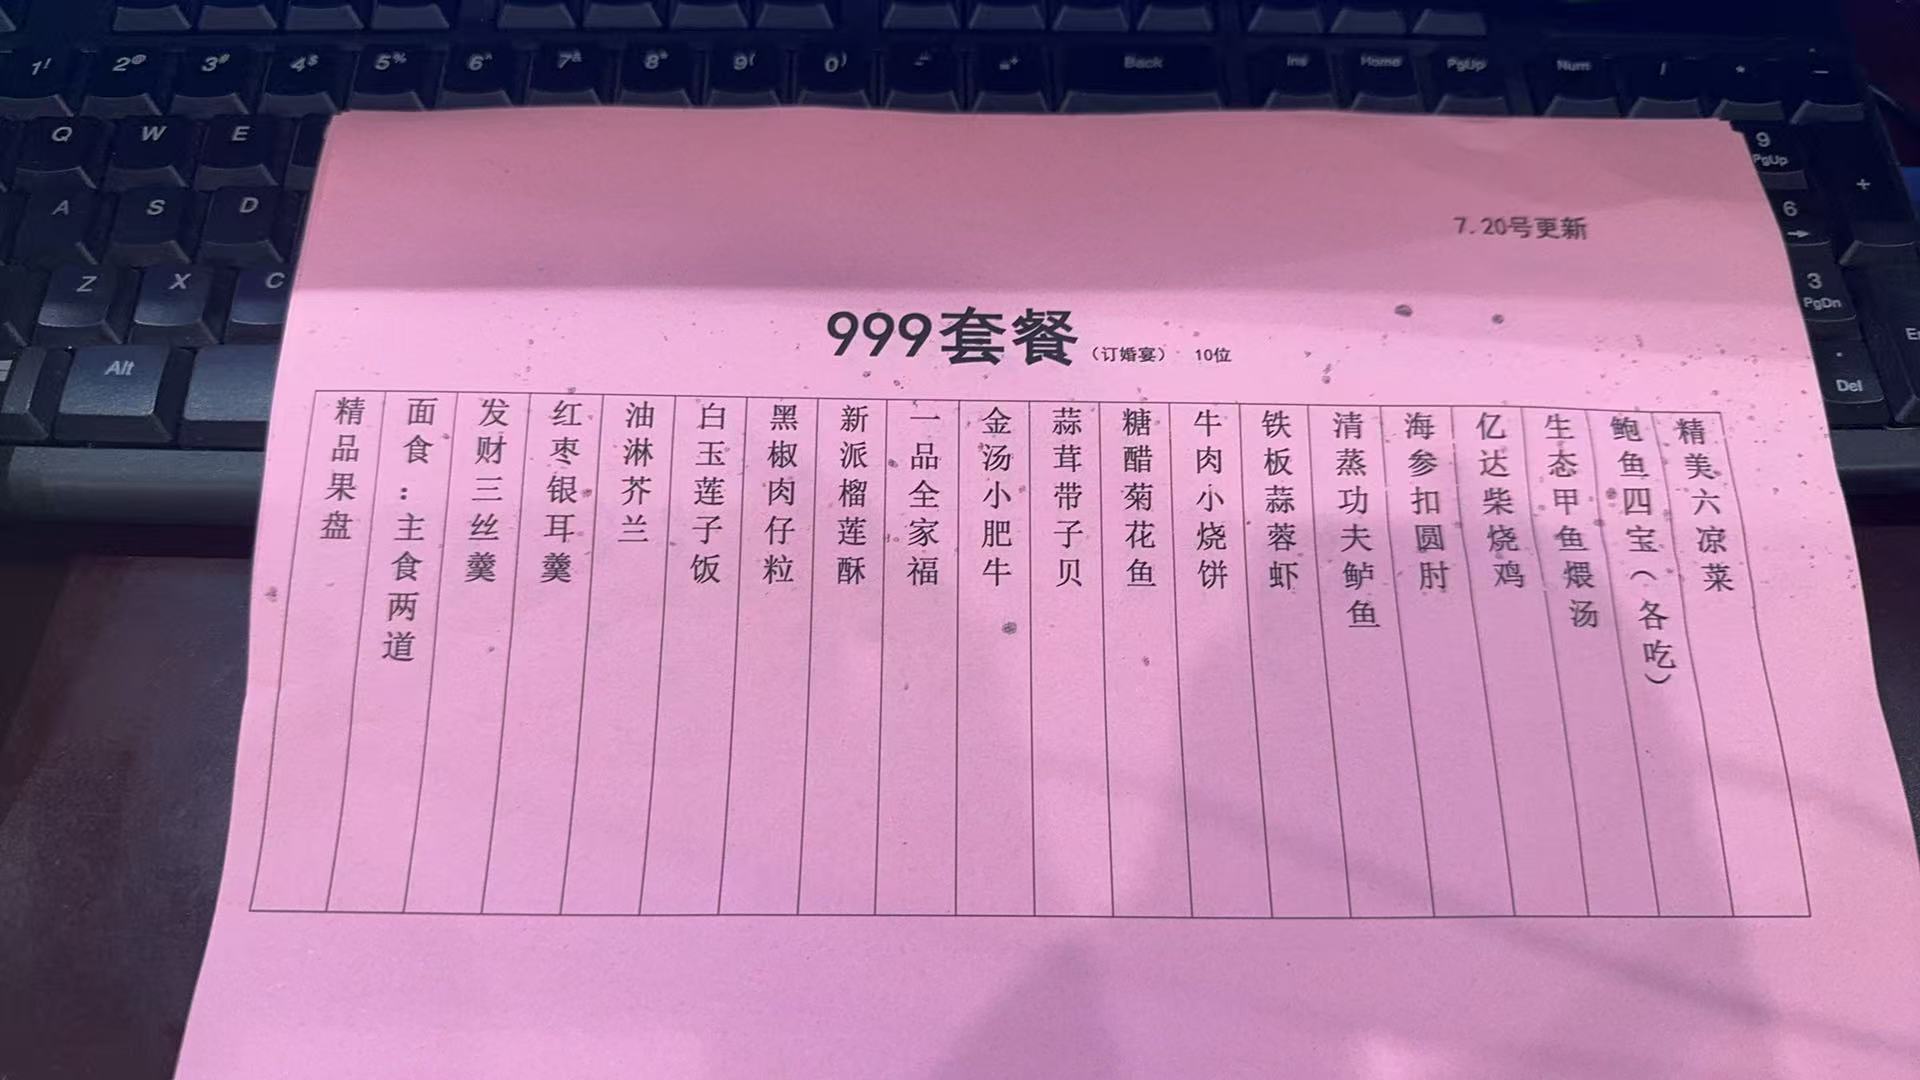 1!
2@
3#
4$
5%
6^
7&
8*
9(
0)
Back
Ins
Home
PgUp
Num
/
*
-
Q
W
E
9
PgUp
+
A
S
D
6
Z
X
C
3
PgDn
Alt
.
Del
7.20号更新
999套餐(订婚宴) 10位
精美六凉菜
鲍鱼四宝(各吃)
生态甲鱼煨汤
亿达柴烧鸡
海参扣圆肘
清蒸功夫鲈鱼
铁板蒜蓉虾
牛肉小烧饼
糖醋菊花鱼
蒜茸带子贝
金汤小肥牛
一品全家福
新派榴莲酥
黑椒肉仔粒
白玉莲子饭
油淋芥兰
红枣银耳羹
发财三丝羹
面食:主食两道
精品果盘